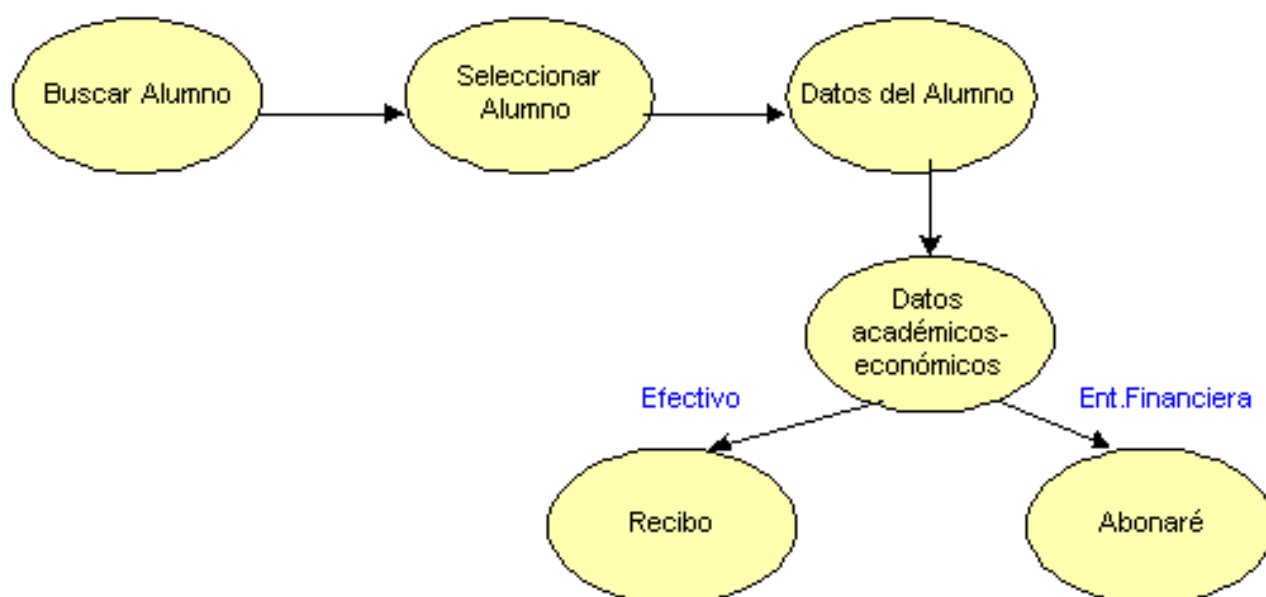 Buscar Alumno
Seleccionar
Alumno
Datos del Alumno
Datos
académicos-
económicos
Efectivo
Ent.Financiera
Recibo
Abonaré